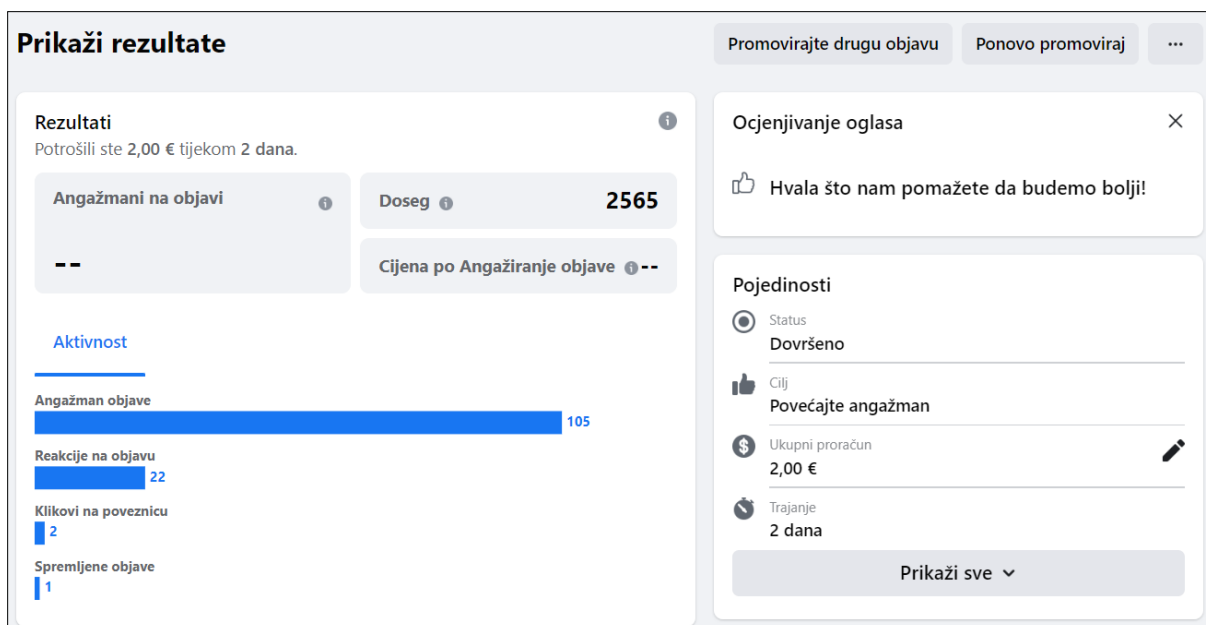 Prikaži rezultate
Promovirajte drugu objavu
Ponovo promoviraj
...
Rezultati
Potrošili ste 2,00 € tijekom 2 dana.
Angažmani na objavi
--
Doseg 2565
Cijena po Angažiranje objave --
Aktivnost
Angažman objave
105
Reakcije na objavu
22
Klikovi na poveznicu
2
Spremljene objave
1
Ocjenjivanje oglasa
Hvala što nam pomažete da budemo bolji!
Pojedinosti
Status
Dovršeno
Cilj
Povećajte angažman
Ukupni proračun
2,00 €
Trajanje
2 dana
Prikaži sve